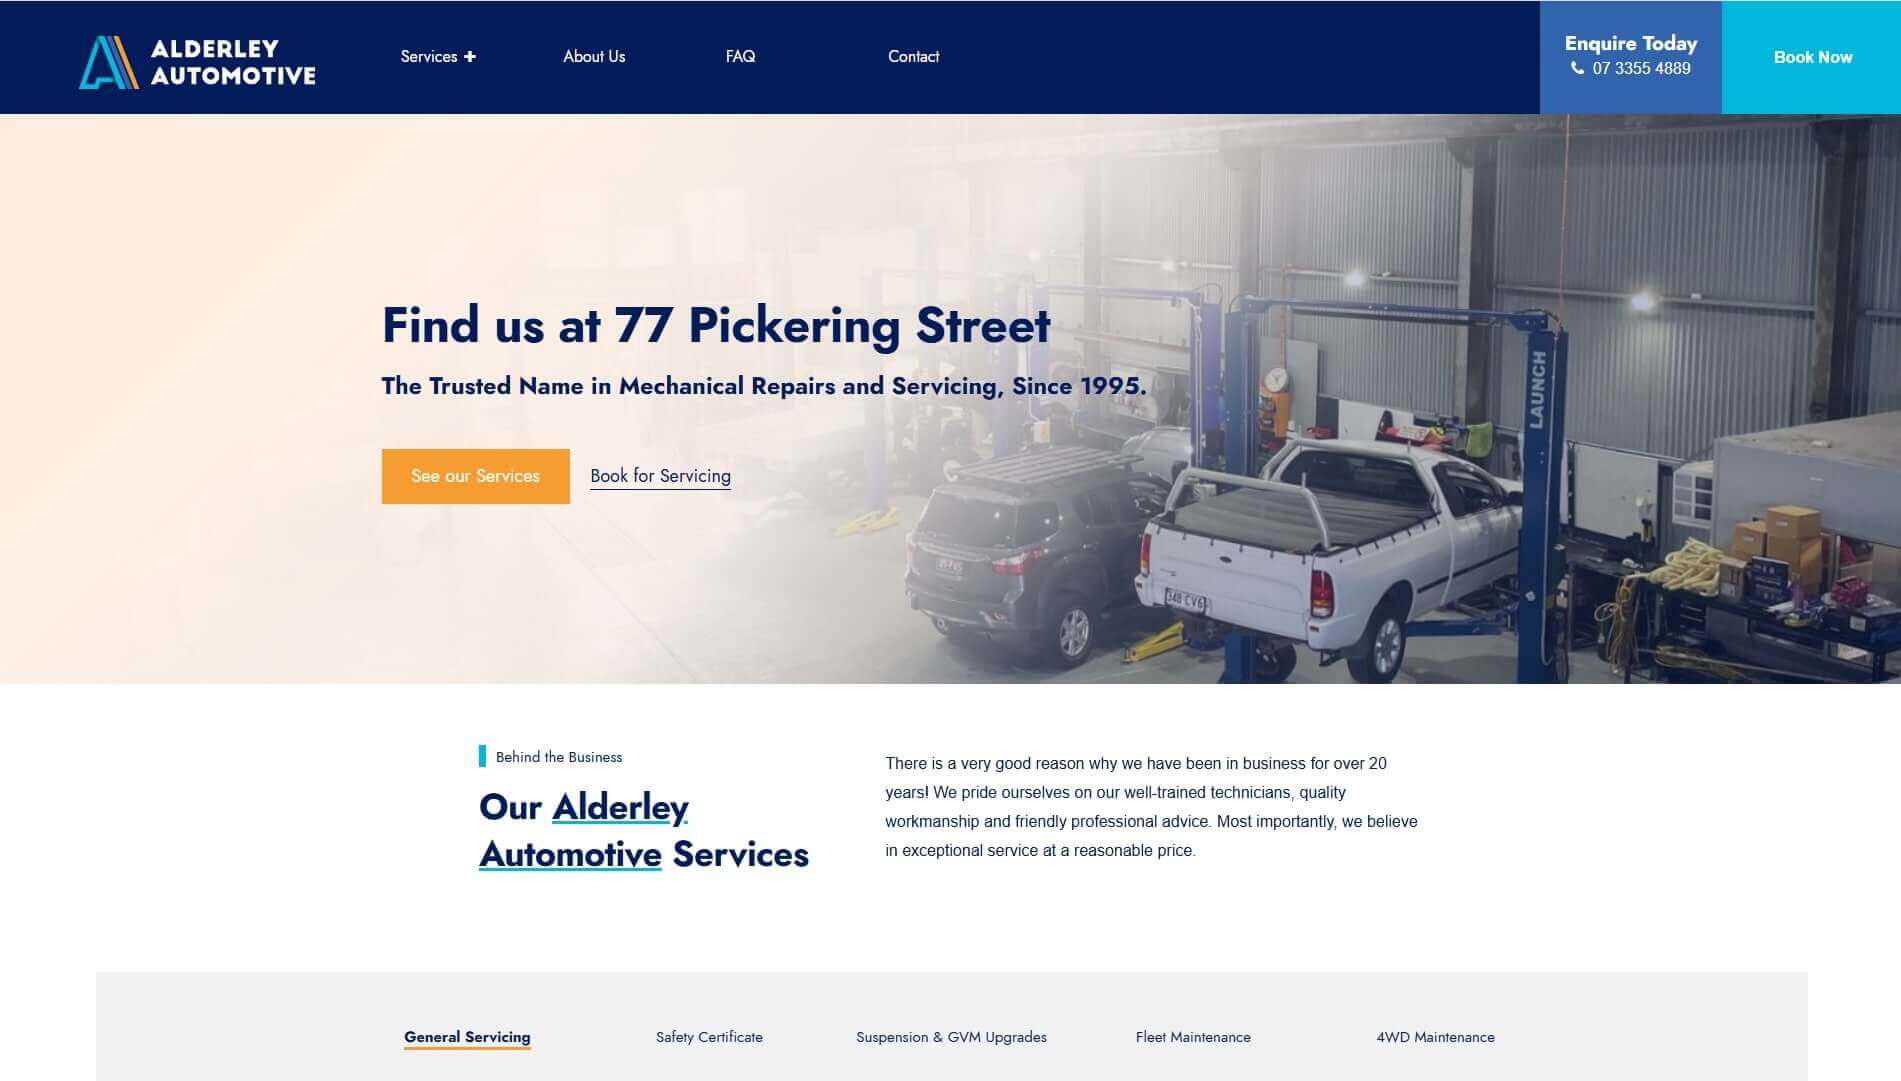 ALDERLEY
AUTOMOTIVE
Services
About Us
FAQ
Contact
Enquire Today
07 3355 4889
Book Now
Find us at 77 Pickering Street
The Trusted Name in Mechanical Repairs and Servicing, Since 1995.
See our Services
Book for Servicing
LAUNCH
Behind the Business
Our Alderley
Automotive Services
There is a very good reason why we have been in business for over 20
years! We pride ourselves on our well-trained technicians, quality
workmanship and friendly professional advice. Most importantly, we believe
in exceptional service at a reasonable price.
General Servicing
Safety Certificate
Suspension & GVM Upgrades
Fleet Maintenance
4WD Maintenance